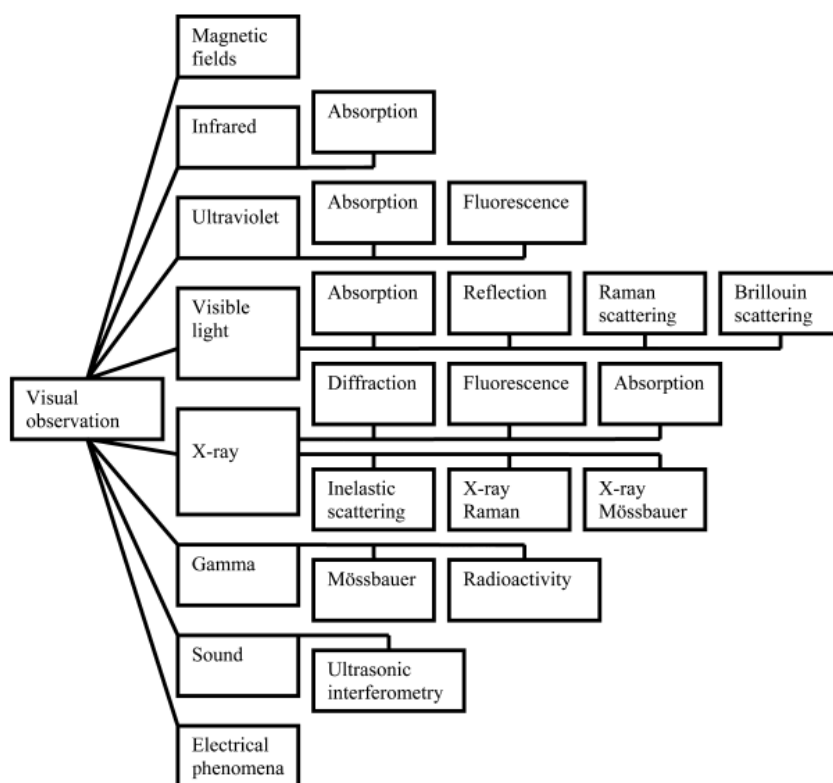 Magnetic
fields
Infrared
Absorption
Ultraviolet
Absorption
Fluorescence
Visible
light
Absorption
Reflection
Raman
scattering
Brillouin
scattering
Visual
observation
X-ray
Diffraction
Fluorescence
Absorption
Inelastic
scattering
X-ray
Raman
X-ray
Mössbauer
Gamma
Mössbauer
Radioactivity
Sound
Ultrasonic
interferometry
Electrical
phenomena